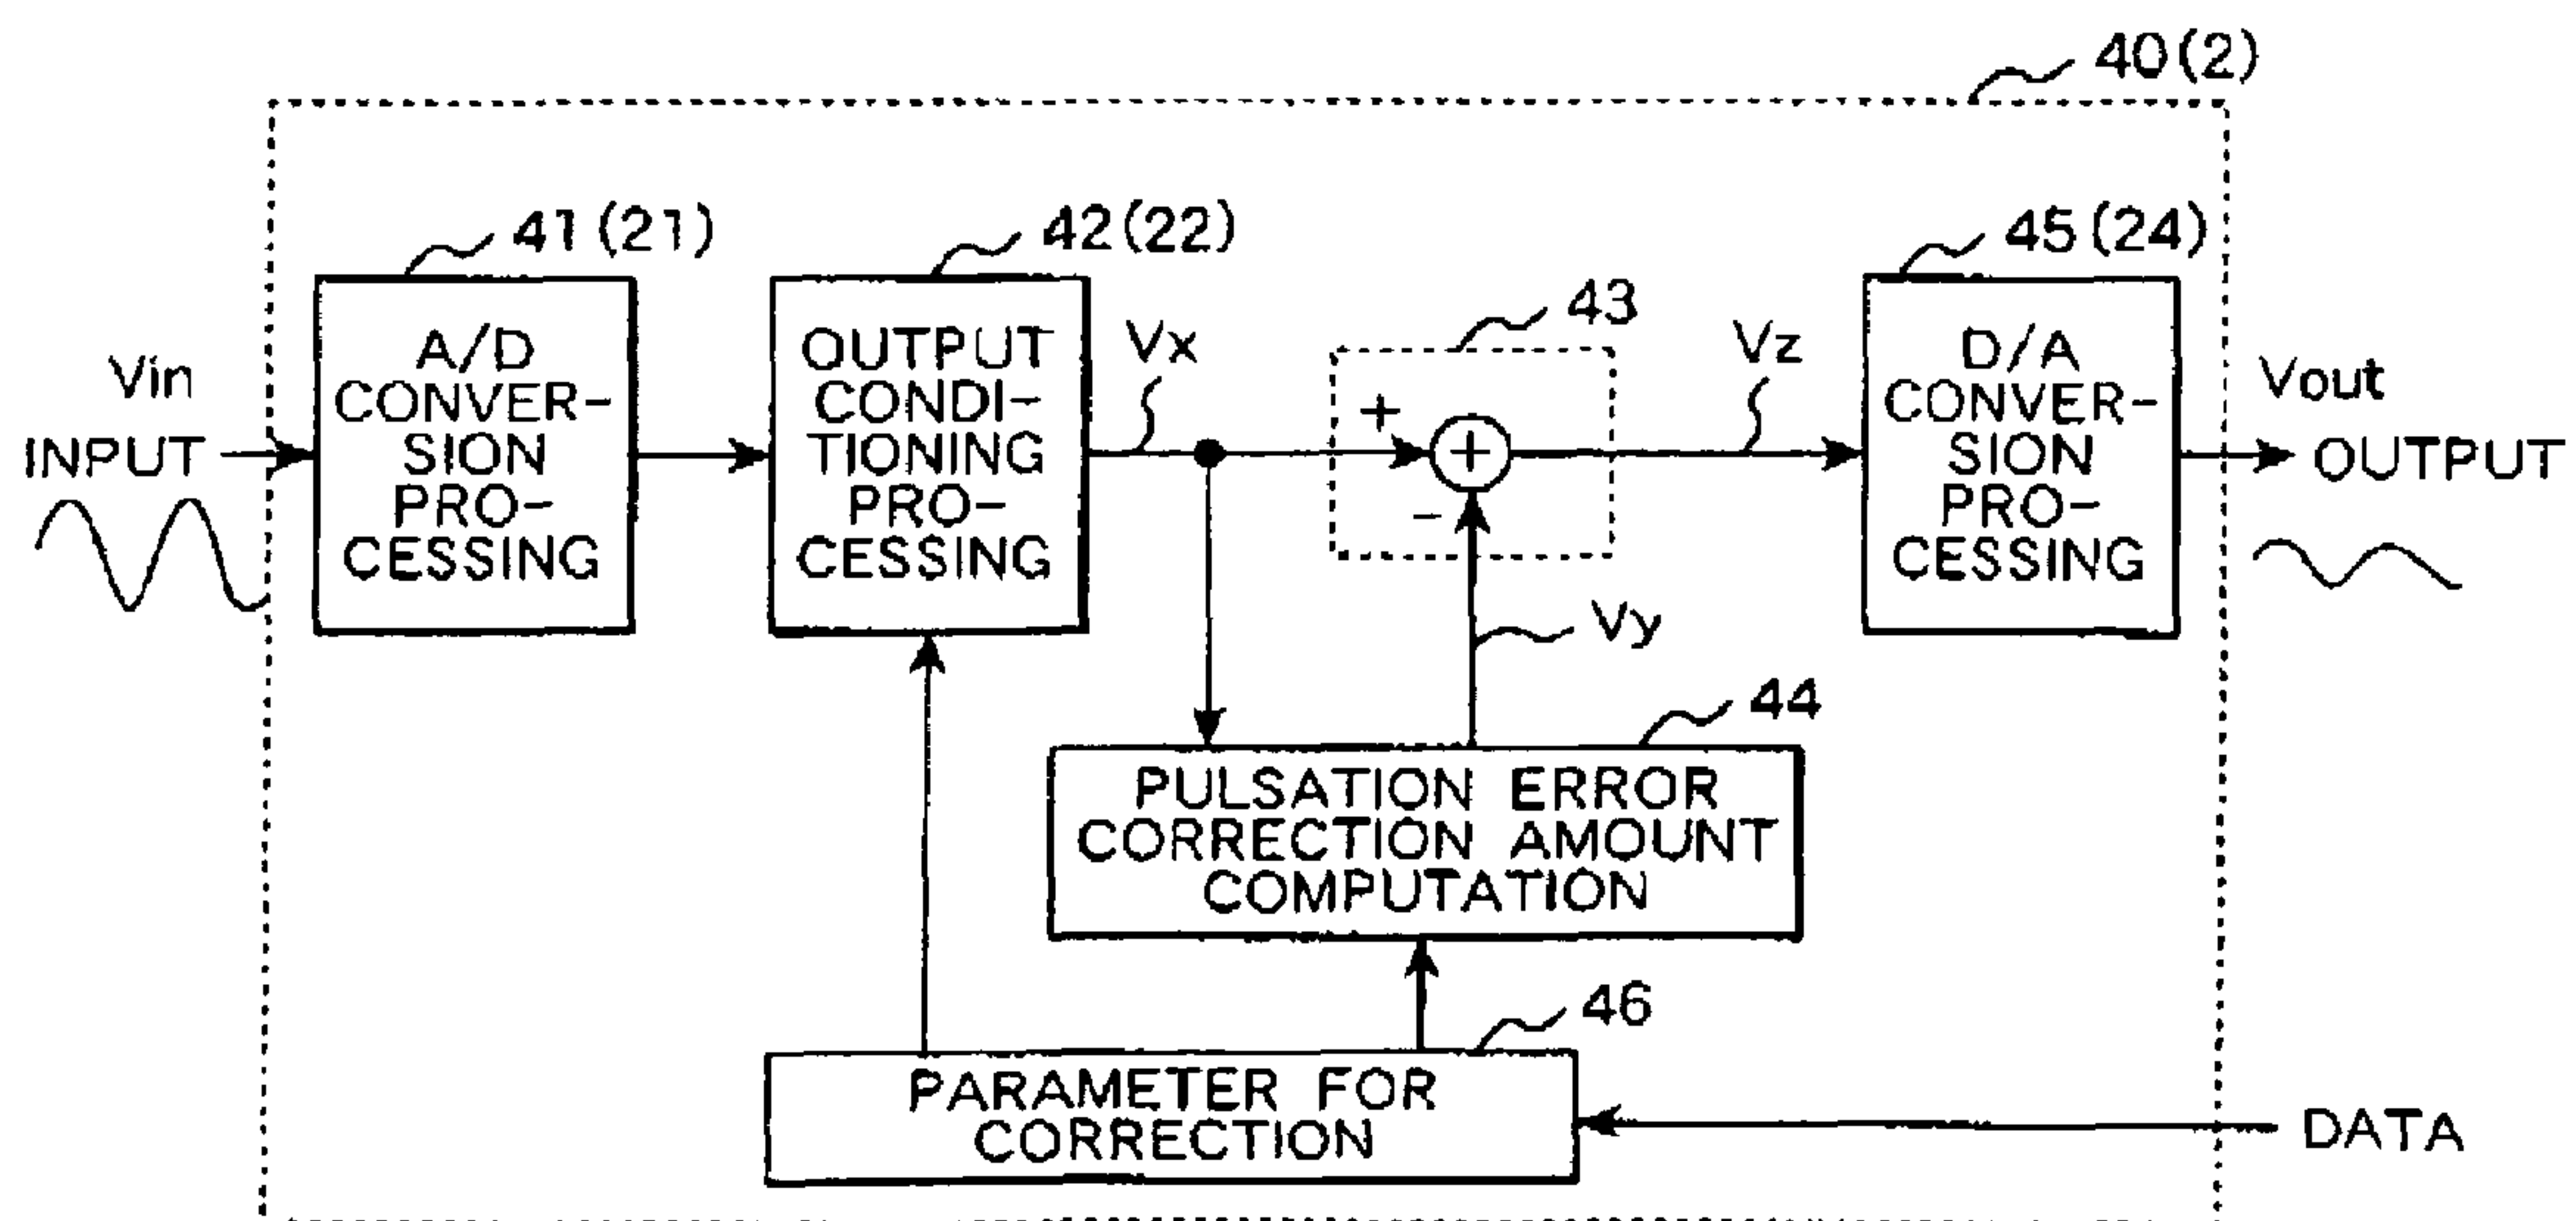 40(2)
41(21)
42(22)
45(24)
43
Vin
INPUT
A/D
CONVER-
SION
PRO-
CESSING
OUTPUT
CONDI-
TIONING
PRO-
CESSING
Vx
+
+
-
Vz
D/A
CONVER-
SION
PRO-
CESSING
Vout
OUTPUT
Vy
44
PULSATION ERROR
CORRECTION AMOUNT
COMPUTATION
46
PARAMETER FOR
CORRECTION
DATA